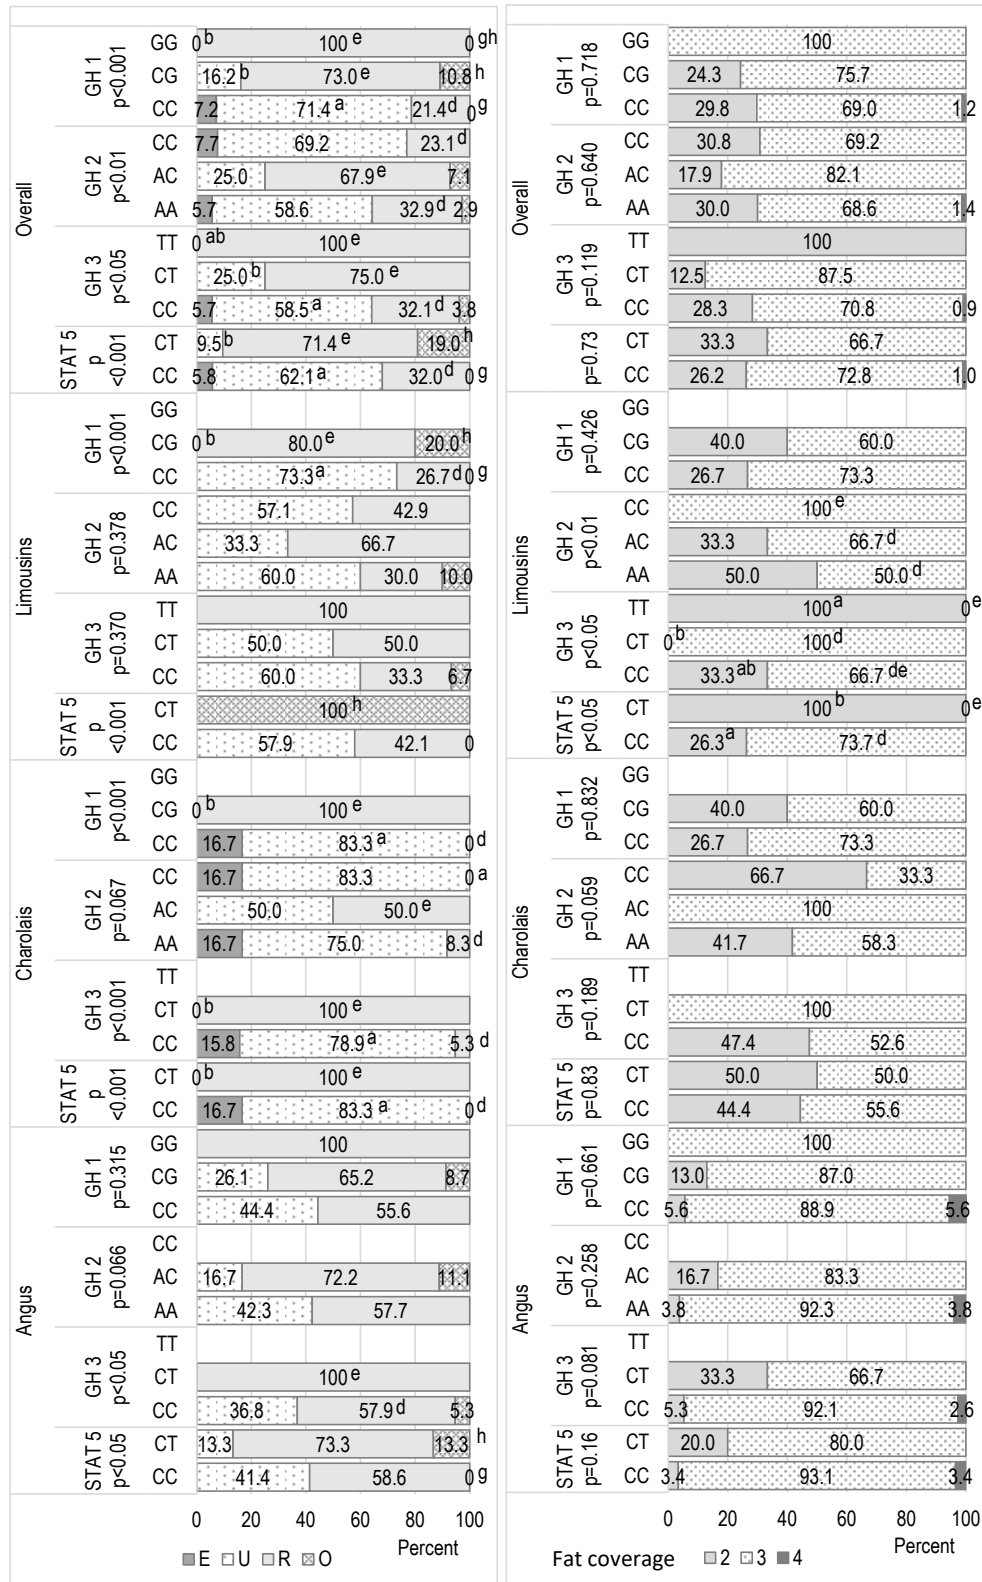 Overall
GH 1
p<0.001
GG 0 b 100 e 0 gh
CG 16.2 b 73.0 e 10.8 h
CC 7.2 71.4 a 21.4 d 0 g
GH 2
p<0.01
CC 7.7 69.2 23.1 d
AC 25.0 67.9 e 7.1
AA 5.7 58.6 32.9 d 2.9
GH 3
p<0.05
TT 0 ab 100 e
CT 25.0 b 75.0 e
CC 5.7 58.5 a 32.1 d 3.8
STAT 5
p
<0.001
CT 9.5 b 71.4 e 19.0 h
CC 5.8 62.1 a 32.0 d 0 g
Limousins
GH 1
p<0.001
GG
CG 0 b 80.0 e 20.0 h
CC 73.3 a 26.7 d 0 g
GH 2
p=0.378
CC 57.1 42.9
AC 33.3 66.7
AA 60.0 30.0 10.0
GH 3
p=0.370
TT 100
CT 50.0 50.0
CC 60.0 33.3 6.7
STAT 5
p
<0.001
CT 100 h
CC 57.9 42.1 0
Charolais
GH 1
p<0.001
GG
CG 0 b 100 e
CC 16.7 83.3 a 0 d
GH 2
p=0.067
CC 16.7 83.3 0 a
AC 50.0 50.0 e
AA 16.7 75.0 8.3 d
GH 3
p<0.001
TT
CT 0 b 100 e
CC 15.8 78.9 a 5.3 d
STAT 5
p
<0.001
CT 0 b 100 e
CC 16.7 83.3 a 0 d
Angus
GH 1
p=0.315
GG 100
CG 26.1 65.2 8.7
CC 44.4 55.6
GH 2
p=0.066
CC
AC 16.7 72.2 11.1
AA 42.3 57.7
GH 3
p<0.05
TT
CT 100 e
CC 36.8 57.9 d 5.3
STAT 5
p<0.05
CT 13.3 73.3 13.3 h
CC 41.4 58.6 0 g
0 20 40 60 80 100
Percent
E U R O
Overall
GH 1
p=0.718
GG 100
CG 24.3 75.7
CC 29.8 69.0 1.2
GH 2
p=0.640
CC 30.8 69.2
AC 17.9 82.1
AA 30.0 68.6 1.4
GH 3
p=0.119
TT 100
CT 12.5 87.5
CC 28.3 70.8 0.9
STAT 5
p=0.73
CT 33.3 66.7
CC 26.2 72.8 1.0
Limousins
GH 1
p=0.426
GG
CG 40.0 60.0
CC 26.7 73.3
GH 2
p<0.01
CC 100 e
AC 33.3 66.7 d
AA 50.0 50.0 d
GH 3
p<0.05
TT 100 a 0 e
CT 0 b 100 d
CC 33.3 ab 66.7 de
STAT 5
p<0.05
CT 100 b 0 e
CC 26.3 a 73.7 d
Charolais
GH 1
p=0.832
GG
CG 40.0 60.0
CC 26.7 73.3
GH 2
p=0.059
CC 66.7 33.3
AC 100
AA 41.7 58.3
GH 3
p=0.189
TT
CT 100
CC 47.4 52.6
STAT 5
p=0.83
CT 50.0 50.0
CC 44.4 55.6
Angus
GH 1
p=0.661
GG 100
CG 13.0 87.0
CC 5.6 88.9 5.6
GH 2
p=0.258
CC
AC 16.7 83.3
AA 3.8 92.3 3.8
GH 3
p=0.081
TT
CT 33.3 66.7
CC 5.3 92.1 2.6
STAT 5
p=0.16
CT 20.0 80.0
CC 3.4 93.1 3.4
0 20 40 60 80 100
Percent
Fat coverage 2 3 4